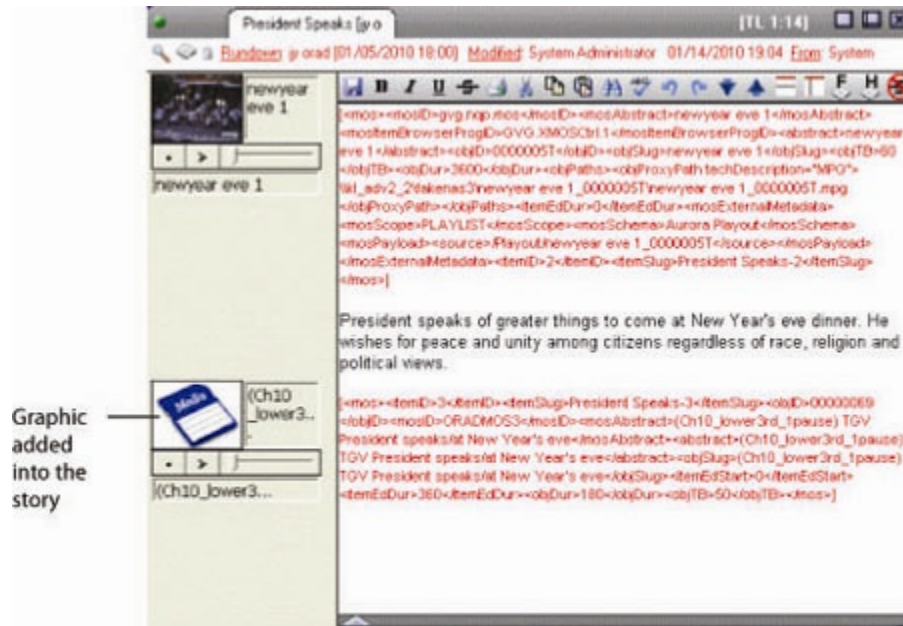 President Speaks [jy o
[TL 1:14]
Rundown: jy orad [01/05/2010 18:00] Modified: System Administrator 01/14/2010 19:04 From: System
newyear
eve 1
newyear eve 1
B I U S F H
[<mos><mosID>gvg.nqp.mos</mosID><mosAbstract>newyear eve 1</mosAbstract>
<mosItemBrowserProgID>GVG.XMOSCtrl.1</mosItemBrowserProgID><abstract>newyear
eve 1</abstract><objID>0000005T</objID><objSlug>newyear eve 1</objSlug><objTB>60
</objTB><objDur>3600</objDur><objPaths><objProxyPath techDescription="MPG">
newyear eve 1_0000005T\newyear eve 1_0000005T.mpg
</objProxyPath></objPaths><itemEdDur>0</itemEdDur><mosExternalMetadata>
<mosScope>PLAYLIST</mosScope><mosSchema>Aurora Playout</mosSchema>
<mosPayload><source>/Playout/newyear eve 1_0000005T</source></mosPayload>
</mosExternalMetadata><itemID>2</itemID><itemSlug>President Speaks-2</itemSlug>
</mos>]
President speaks of greater things to come at New Year's eve dinner. He
wishes for peace and unity among citizens regardless of race, religion and
political views.
Graphic
added
into the
story
(Ch10
_lower3..
.
((Ch10_lower3...
[<mos><itemID>3</itemID><itemSlug>President Speaks-3</itemSlug><objID>00000069
</objID><mosID>ORADMOS3</mosID><mosAbstract>(Ch10_lower3rd_1pause) TGV
President speaks/at New Year's eve</mosAbstract><abstract>(Ch10_lower3rd_1pause)
TGV President speaks/at New Year's eve</abstract><objSlug>(Ch10_lower3rd_1pause)
TGV President speaks/at New Year's eve</objSlug><itemEdStart>0</itemEdStart>
<itemEdDur>360</itemEdDur><objDur>180</objDur><objTB>50</objTB></mos>]